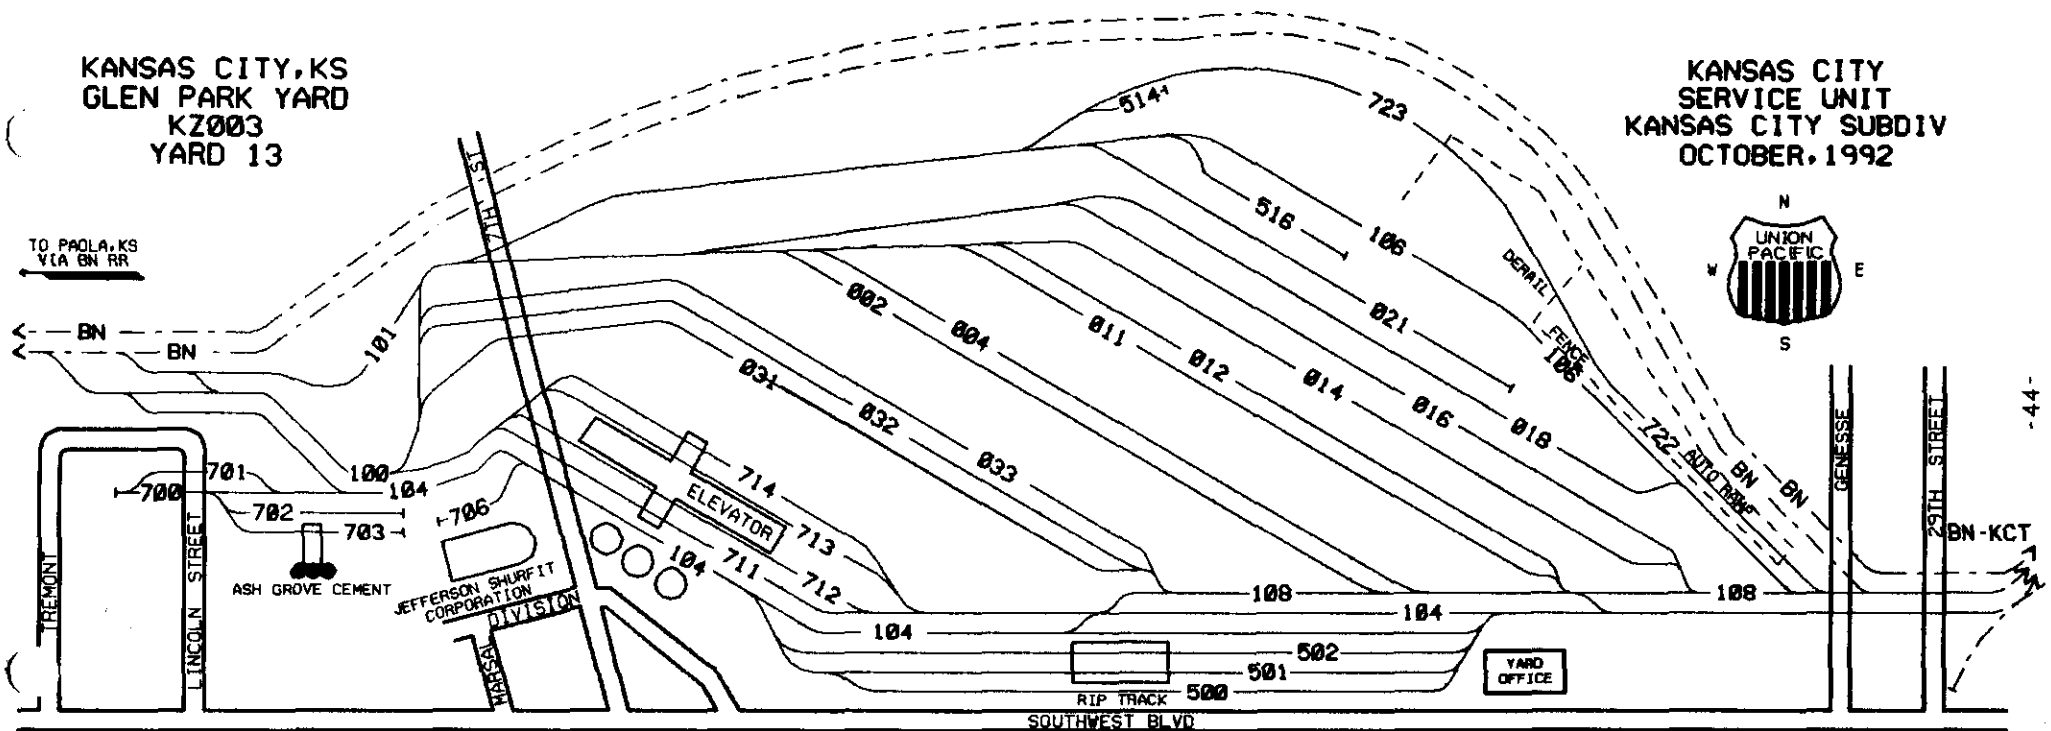 KANSAS CITY, KS
GLEN PARK YARD
KZ003
YARD 13
KANSAS CITY
SERVICE UNIT
KANSAS CITY SUBDIV
OCTOBER, 1992
N
UNION
PACIFIC
W
E
S
TO PAOLA, KS
VIA BN RR
BN
BN
27TH ST
101
514
723
516
106
DERAIL
FENCE
106
021
002
004
011
012
014
016
018
722
AUTO RAMP
BN
BN
031
032
033
GENESSE
29TH STREET
-44-
BN-KCT
701
700
702
703
100
104
706
ASH GROVE CEMENT
TREMONT
LINCOLN STREET
JEFFERSON SHURFIT
CORPORATION
DIVISION
MARSAL
714
ELEVATOR
713
104
711
712
108
108
104
104
502
501
500
RIP TRACK
YARD
OFFICE
SOUTHWEST BLVD